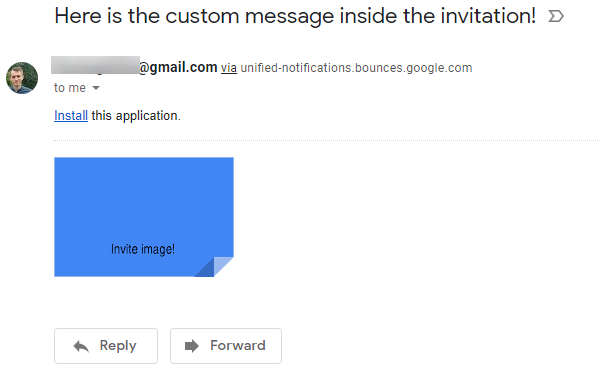 Here is the custom message inside the invitation!
@gmail.com via unified-notifications.bounces.google.com
to me
Install this application.
Invite image!
Reply
Forward